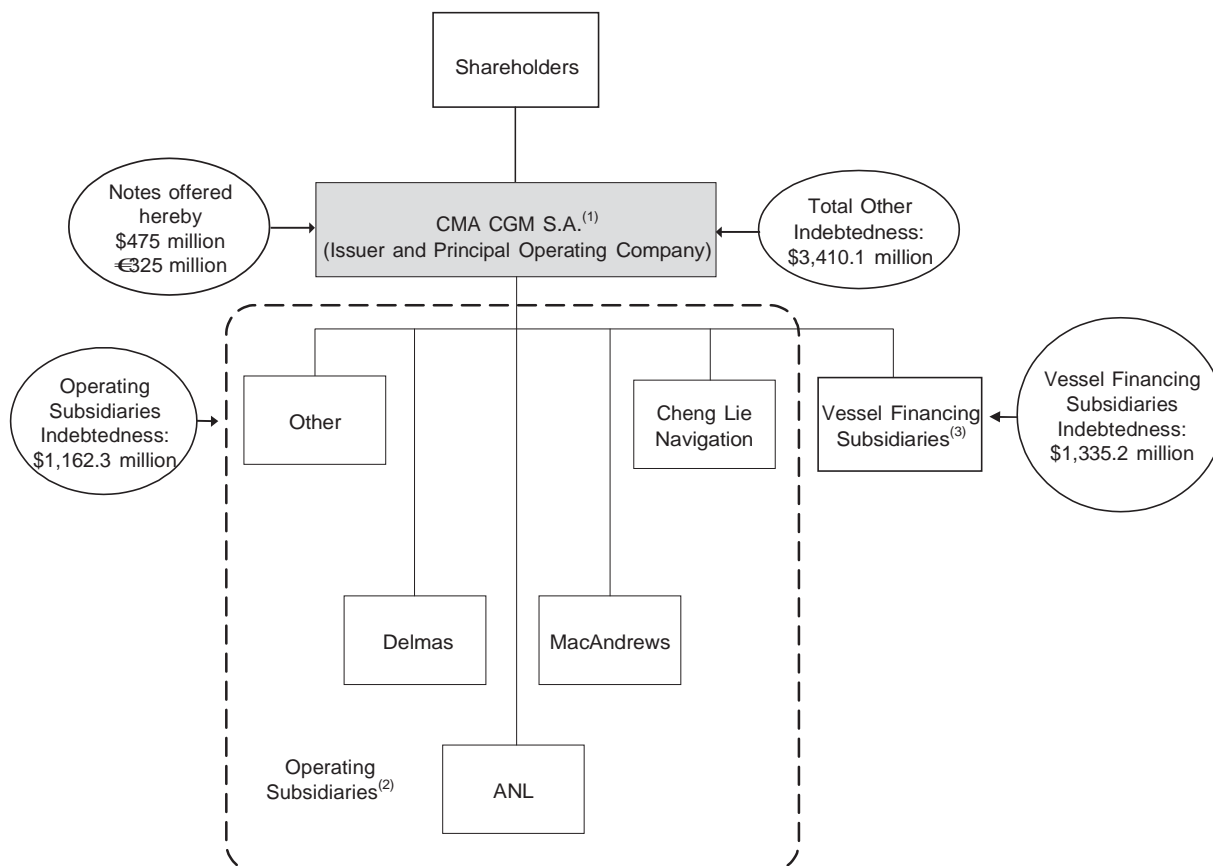 Shareholders
Notes offered
hereby
$475 million
€325 million
CMA CGM S.A.(1)
(Issuer and Principal Operating Company)
Total Other
Indebtedness:
$3,410.1 million
Operating
Subsidiaries
Indebtedness:
$1,162.3 million
Other
Cheng Lie
Navigation
Vessel Financing
Subsidiaries(3)
Vessel Financing
Subsidiaries
Indebtedness:
$1,335.2 million
Delmas
MacAndrews
Operating
Subsidiaries(2)
ANL